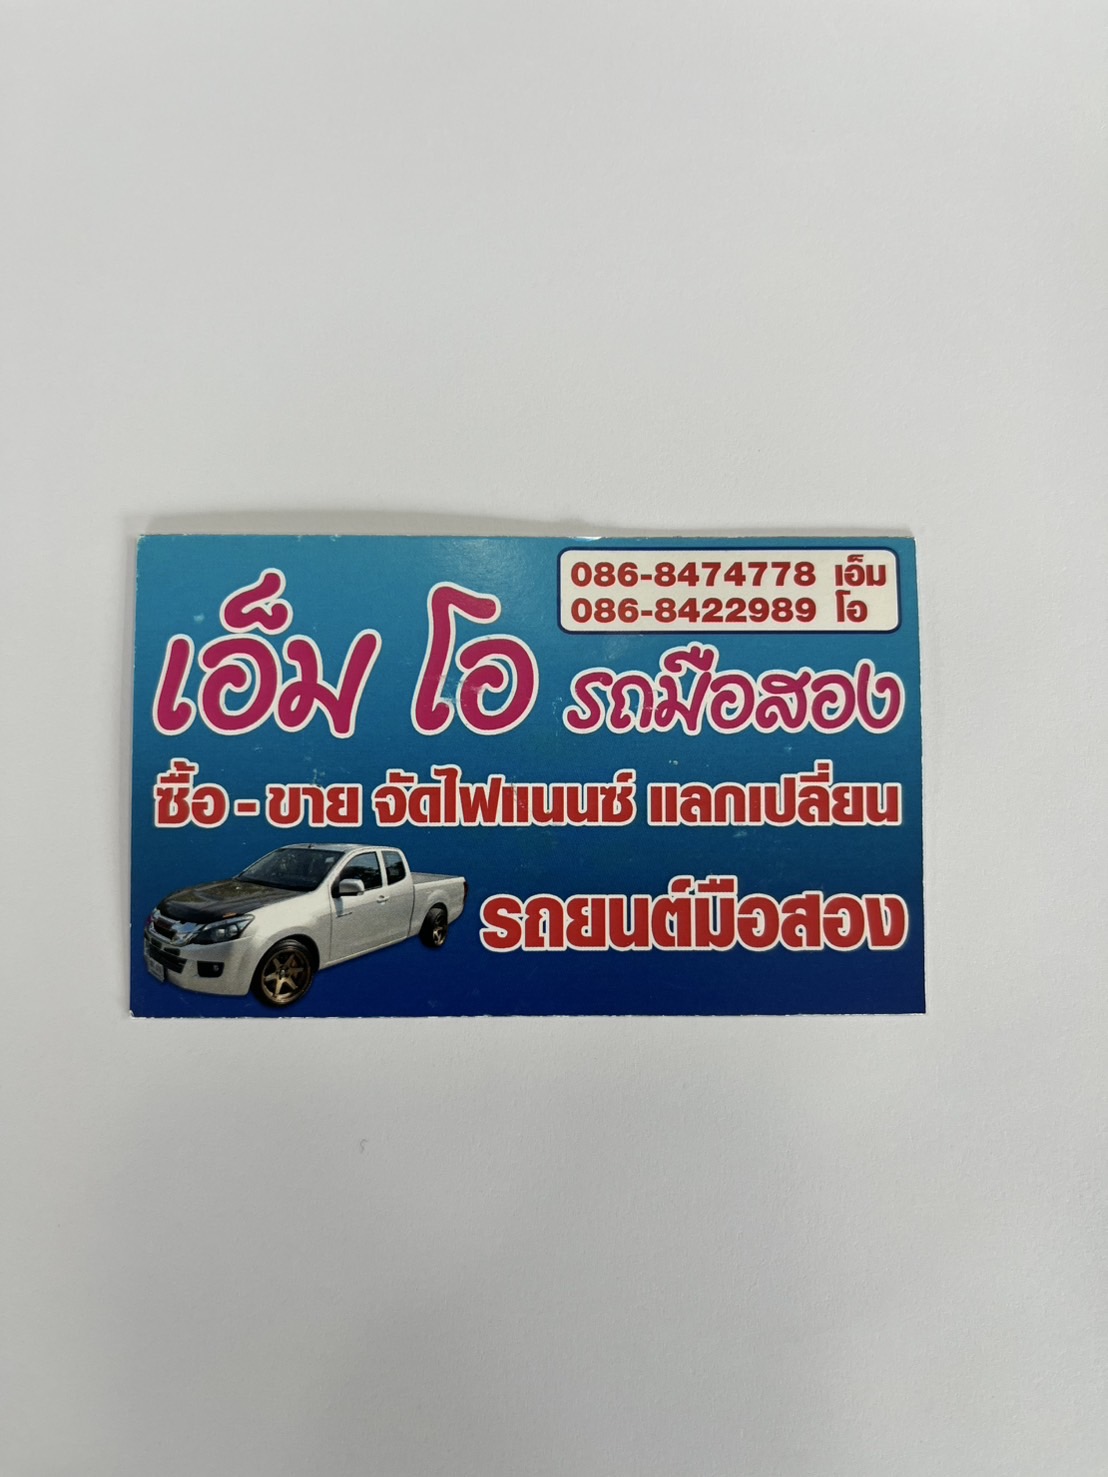 086-8474778 เอ็ม
086-8422989 โอ
เอ็ม โอ รถมือสอง
ซื้อ - ขาย จัดไฟแนนซ์ แลกเปลี่ยน
รถยนต์มือสอง